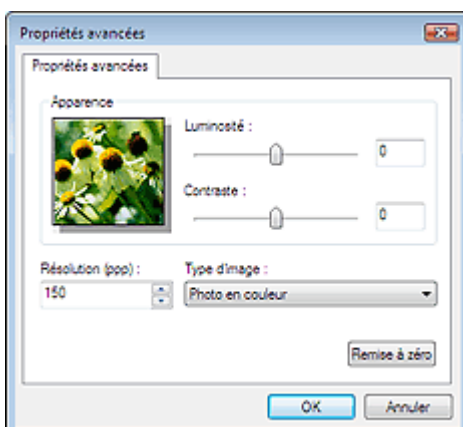 Propriétés avancées
Propriétés avancées
Apparence
Luminosité :
0
Contraste :
0
Résolution (ppp) :
Type d'image :
150
Photo en couleur
Remise à zéro
OK
Annuler